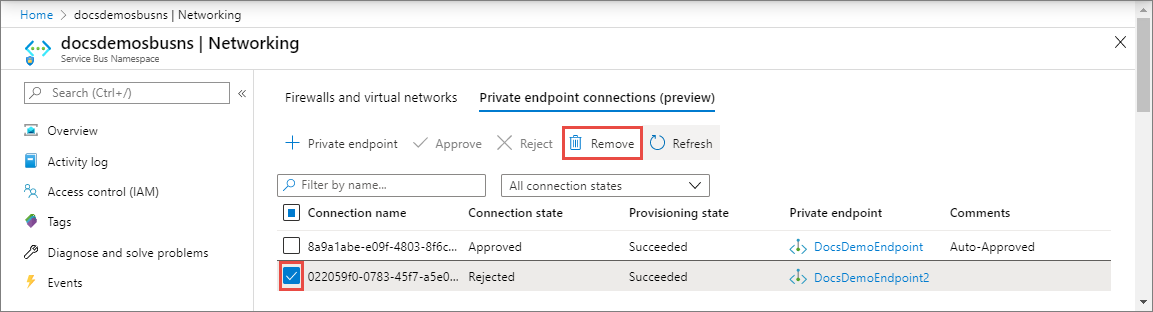 Home > docsdemosbusns | Networking
docsdemosbusns | Networking
Service Bus Namespace
Search (Ctrl+/)
Overview
Activity log
Access control (IAM)
Tags
Diagnose and solve problems
Events
Firewalls and virtual networks Private endpoint connections (preview)
Private endpoint Approve Reject Remove Refresh
Filter by name... All connection states
Connection name Connection state Provisioning state Private endpoint Comments
8a9a1abe-e09f-4803-8f6c... Approved Succeeded DocsDemoEndpoint Auto-Approved
022059f0-0783-45f7-a5e0... Rejected Succeeded DocsDemoEndpoint2